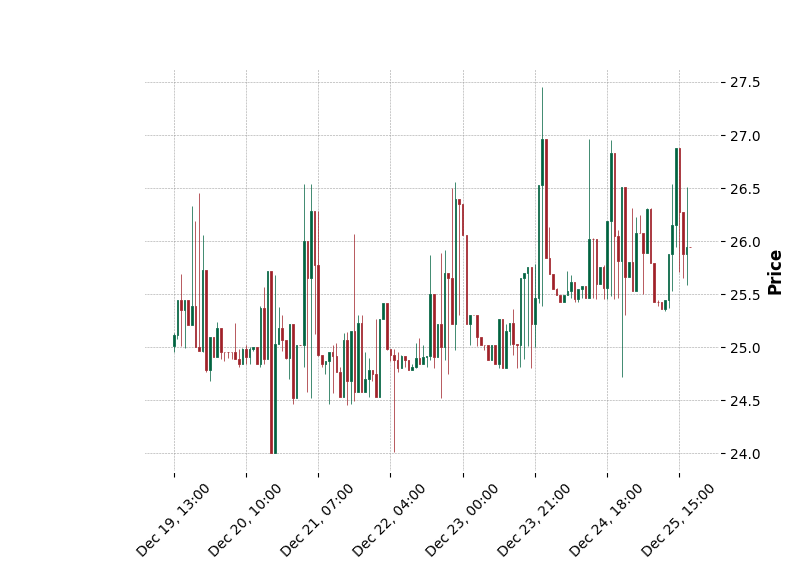 27.5
27.0
26.5
26.0
25.5
25.0
24.5
24.0
Price
Dec 19, 13:00
Dec 20, 10:00
Dec 21, 07:00
Dec 22, 04:00
Dec 23, 00:00
Dec 23, 21:00
Dec 24, 18:00
Dec 25, 15:00